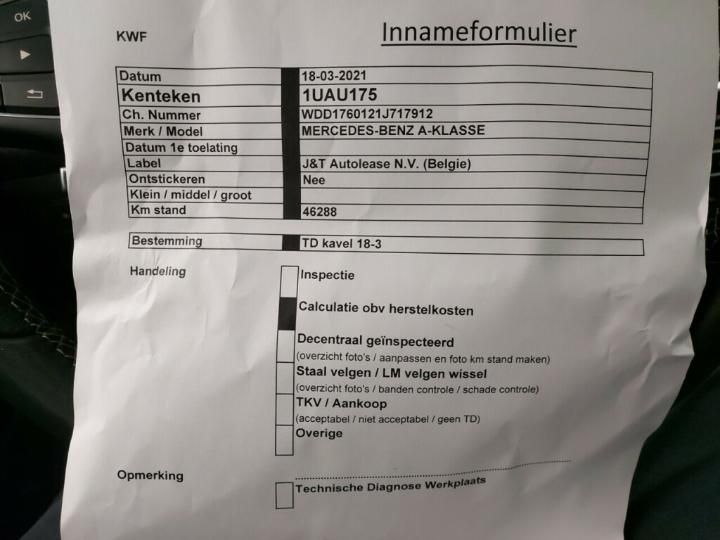 OK
KWF
Innameformulier
Datum 18-03-2021
Kenteken 1UAU175
Ch. Nummer WDD1760121J717912
Merk / Model MERCEDES-BENZ A-KLASSE
Datum 1e toelating
Label J&T Autolease N.V. (Belgie)
Ontstickeren Nee
Klein / middel / groot
Km stand 46288
Bestemming TD kavel 18-3
Handeling Inspectie
Calculatie obv herstelkosten
Decentraal geïnspecteerd
(overzicht foto's / aanpassen en foto km stand maken)
Staal velgen / LM velgen wissel
(overzicht foto's / banden controle / schade controle)
TKV / Aankoop
(acceptabel / niet acceptabel / geen TD)
Overige
Opmerking
Technische Diagnose Werkplaats